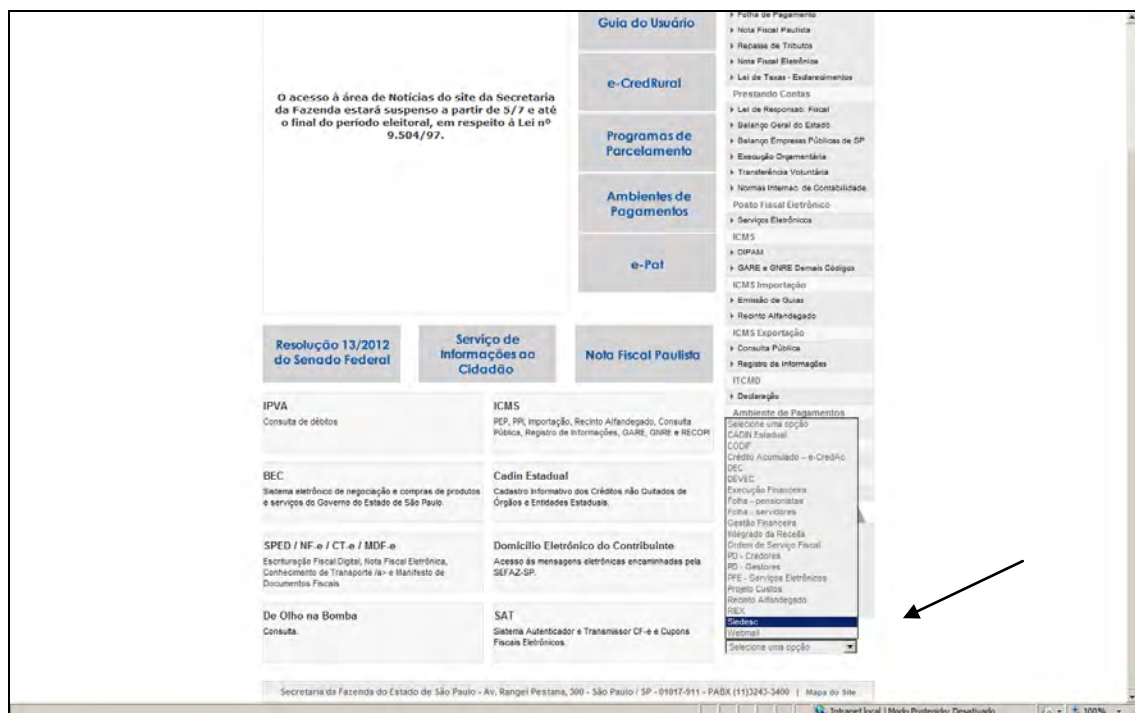 O acesso à área de Notícias do site da Secretaria
da Fazenda estará suspenso a partir de 5/7 e até
o final do período eleitoral, em respeito à Lei nº
9.504/97.
Guia do Usuário
e-CredRural
Programas de
Parcelamento
Ambientes de
Pagamentos
e-Pat
Folha de Pagamento
Nota Fiscal Paulista
Repasse de Tributos
Nota Fiscal Eletrônica
Lei de Taxas - Esclarecimentos
Prestando Contas
Lei de Responsab. Fiscal
Balanço Geral do Estado
Balanço Empresas Públicas de SP
Execução Orçamentária
Transferência Voluntária
Normas Internac. de Contabilidade
Posto Fiscal Eletrônico
Serviços Eletrônicos
ICMS
DIPAM
GARE e GNRE Demais Códigos
ICMS Importação
Emissão de Guias
Recinto Alfandegado
ICMS Exportação
Consulta Pública
Registro de Informações
ITCMD
Declaração
Ambiente de Pagamentos
Resolução 13/2012
do Senado Federal
Serviço de
Informações ao
Cidadão
Nota Fiscal Paulista
IPVA
Consulta de débitos
ICMS
PEP, PPI, Importação, Recinto Alfandegado, Consulta
Pública, Registro de Informações, GARE, GNRE e RECOPI
BEC
Sistema eletrônico de negociação e compras de produtos
e serviços do Governo do Estado de São Paulo.
Cadin Estadual
Cadastro Informativo dos Créditos não Quitados de
Órgãos e Entidades Estaduais.
SPED / NF-e / CT-e / MDF-e
Escrituração Fiscal Digital, Nota Fiscal Eletrônica,
Conhecimento de Transporte /a> e Manifesto de
Documentos Fiscais
Domicílio Eletrônico do Contribuinte
Acesso às mensagens eletrônicas encaminhadas pela
SEFAZ-SP.
De Olho na Bomba
Consulta.
SAT
Sistema Autenticador e Transmissor CF-e e Cupons
Fiscais Eletrônicos.
Selecione uma opção
CADIN Estadual
CODIF
Crédito Acumulado – e-CredAc
DEC
DEVEC
Execução Financeira
Folha - pensionistas
Folha - servidores
Gestão Financeira
Integrado da Receita
Ordem de Serviço Fiscal
PD - Credores
PD - Gestores
PFE - Serviços Eletrônicos
Projeto Custos
Recinto Alfandegado
RIEX
Siedesc
Webmail
Selecione uma opção
Secretaria da Fazenda do Estado de São Paulo - Av. Rangel Pestana, 300 - São Paulo / SP - 01017-911 - PABX (11)3243-3400 | Mapa do Site
Intranet local | Modo Protegido: Desativado
100%